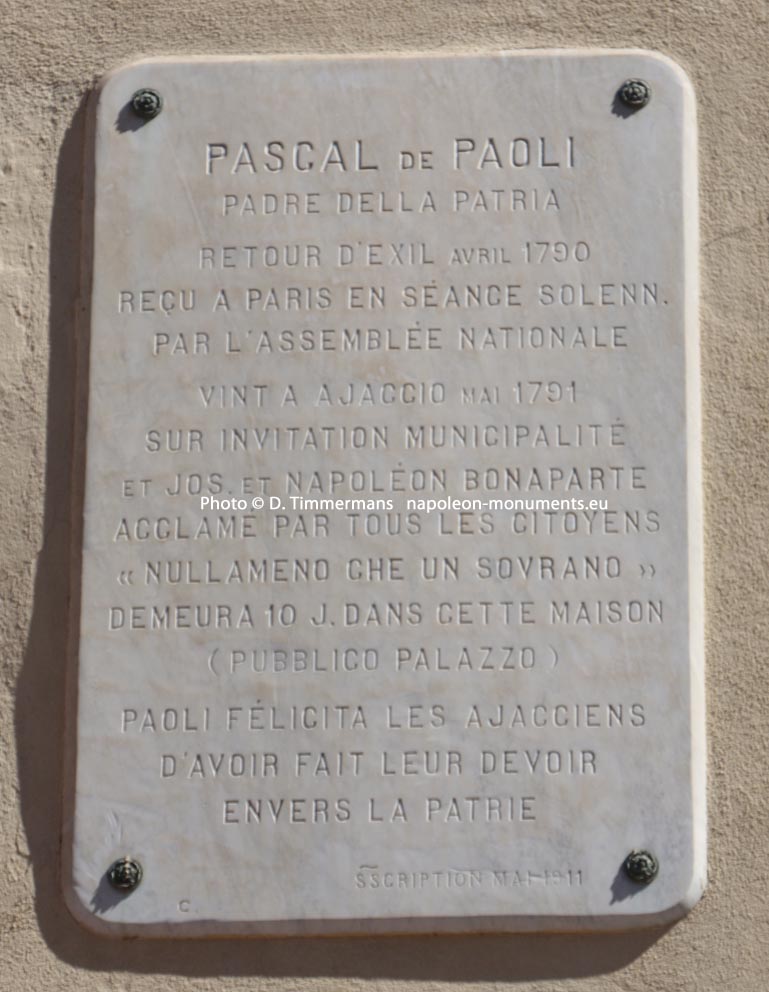 PASCAL DE PAOLI
PADRE DELLA PATRIA
RETOUR D'EXIL AVRIL 1790
REÇU A PARIS EN SÉANCE SOLENN.
PAR L'ASSEMBLÉE NATIONALE
VINT A AJACCIO MAI 1791
SUR INVITATION MUNICIPALITÉ
ET JOS. ET NAPOLÉON BONAPARTE
Photo © D. Timmermans napoleon-monuments.eu
ACCLAMÉ PAR TOUS LES CITOYENS
« NULLAMENO CHE UN SOVRANO »
DEMEURA 10 J. DANS CETTE MAISON
( PUBBLICO PALAZZO )
PAOLI FÉLICITA LES AJACCIENS
D'AVOIR FAIT LEUR DEVOIR
ENVERS LA PATRIE
SSCRIPTION MAI 1911
C.